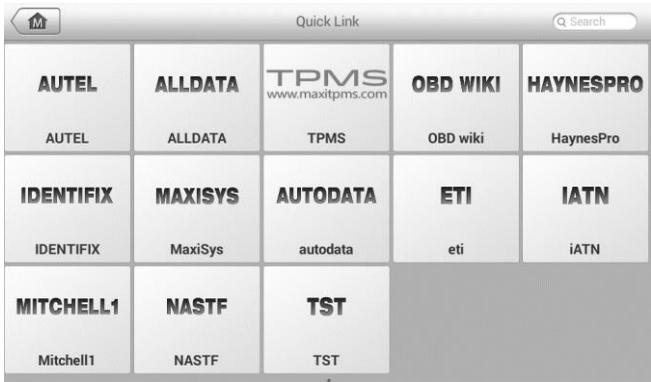 M
Quick Link
Search
AUTEL
ALLDATA
TPMS
www.maxitpms.com
OBD WIKI
HAYNESPRO
AUTEL
ALLDATA
TPMS
OBD wiki
HaynesPro
IDENTIFIX
MAXISYS
AUTODATA
ETI
IATN
IDENTIFIX
MaxiSys
autodata
eti
iATN
MITCHELL1
NASTF
TST
Mitchell1
NASTF
TST